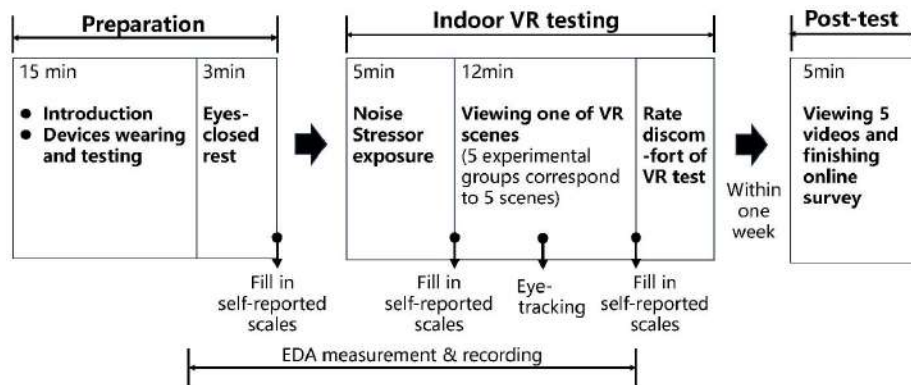 Preparation
Indoor VR testing
Post-test
15 min
● Introduction
● Devices wearing
and testing
3min
Eyes-
closed
rest
5min
Noise
Stressor
exposure
12min
Viewing one of VR
scenes
(5 experimental
groups correspond
to 5 scenes)
Rate
discom
-fort of
VR test
Within
one
week
5min
Viewing 5
videos and
finishing
online
survey
Fill in
self-reported
scales
Fill in
self-reported
scales
Eye-
tracking
Fill in
self-reported
scales
EDA measurement & recording